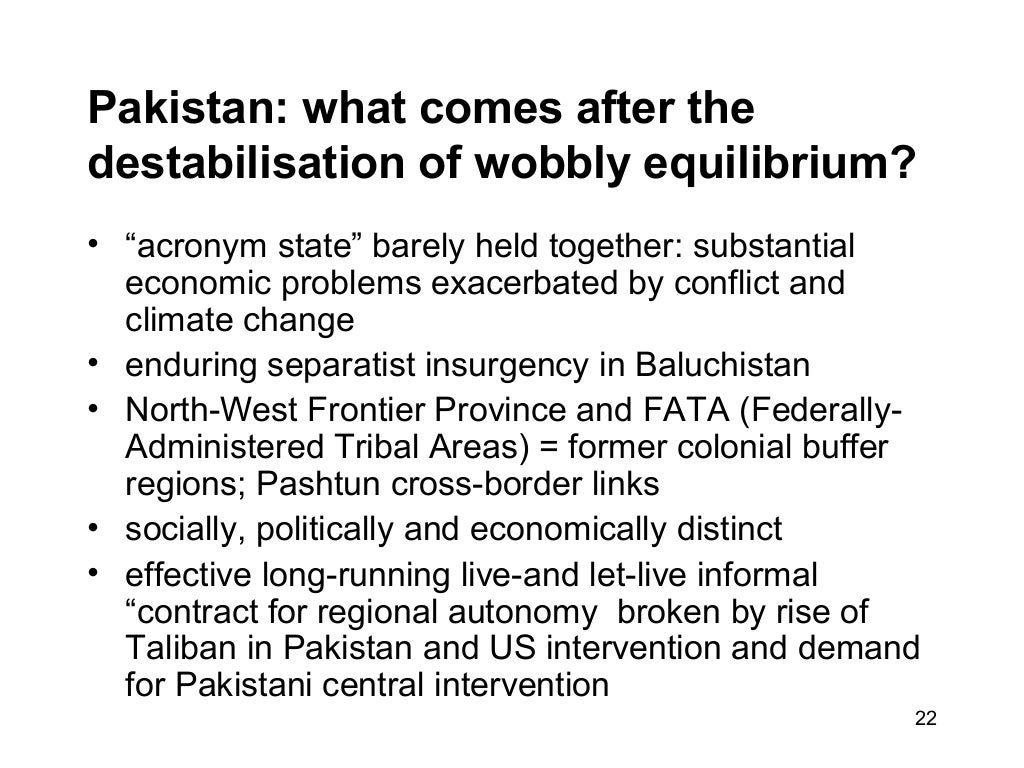 Pakistan: what comes after the
destabilisation of wobbly equilibrium?
• “acronym state” barely held together: substantial
economic problems exacerbated by conflict and
climate change
• enduring separatist insurgency in Baluchistan
• North-West Frontier Province and FATA (Federally-
Administered Tribal Areas) = former colonial buffer
regions; Pashtun cross-border links
• socially, politically and economically distinct
• effective long-running live-and let-live informal
“contract for regional autonomy  broken by rise of
Taliban in Pakistan and US intervention and demand
for Pakistani central intervention
22